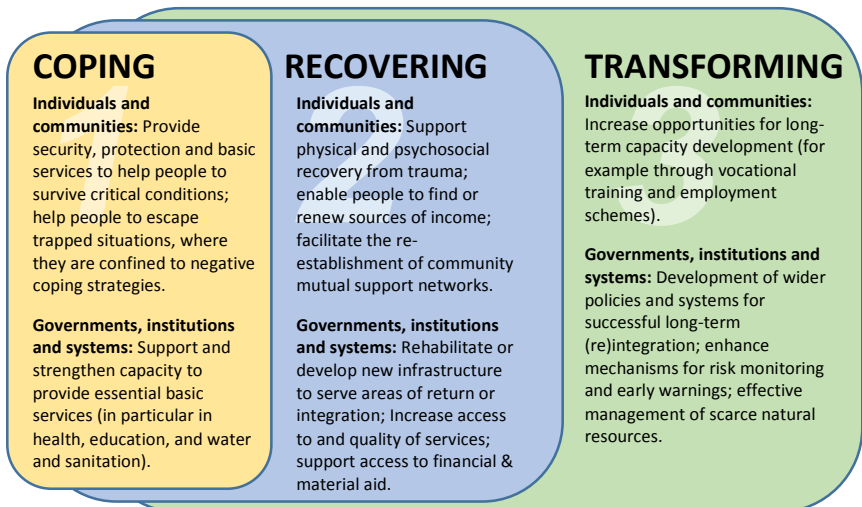 COPING
1
Individuals and
communities: Provide
security, protection and basic
services to help people to
survive critical conditions;
help people to escape
trapped situations, where
they are confined to negative
coping strategies.
Governments, institutions
and systems: Support and
strengthen capacity to
provide essential basic
services (in particular in
health, education, and water
and sanitation).
RECOVERING
2
Individuals and
communities: Support
physical and psychosocial
recovery from trauma;
enable people to find or
renew sources of income;
facilitate the re-
establishment of community
mutual support networks.
Governments, institutions
and systems: Rehabilitate or
develop new infrastructure
to serve areas of return or
integration; Increase access
to and quality of services;
support access to financial &
material aid.
TRANSFORMING
3
Individuals and communities:
Increase opportunities for long-
term capacity development (for
example through vocational
training and employment
schemes).
Governments, institutions and
systems: Development of wider
policies and systems for
successful long-term
(re)integration; enhance
mechanisms for risk monitoring
and early warnings; effective
management of scarce natural
resources.